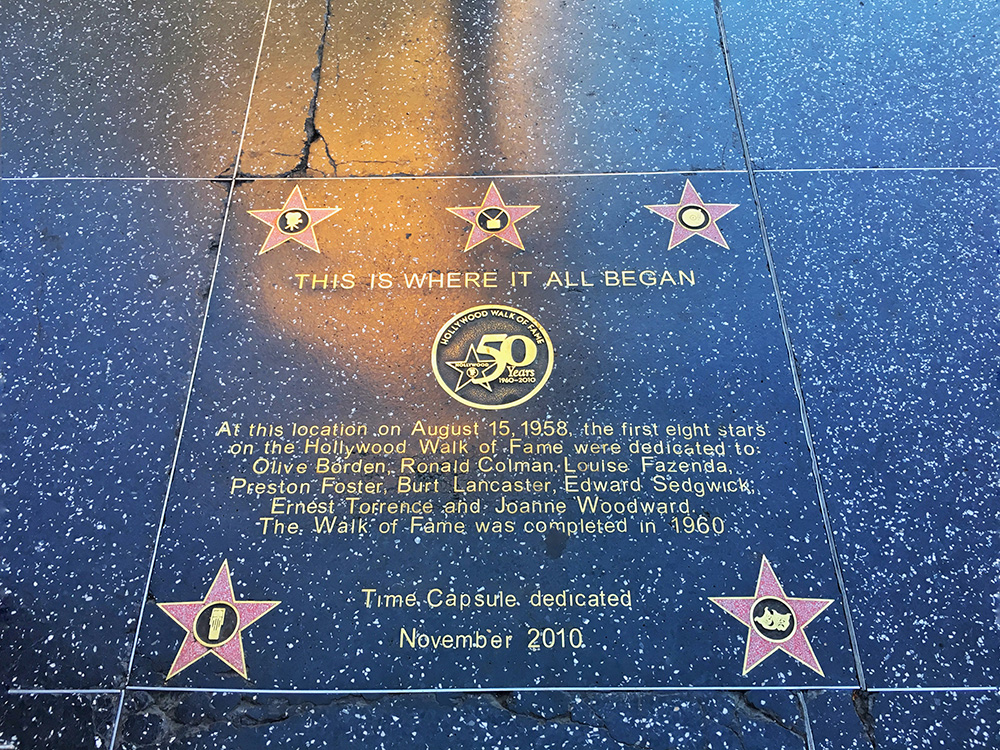 THIS IS WHERE IT ALL BEGAN
HOLLYWOOD WALK OF FAME
50
HOLLYWOOD
Years
1960-2010
At this location on August 15, 1958, the first eight stars
on the Hollywood Walk of Fame were dedicated to:
Olive Borden, Ronald Colman, Louise Fazenda,
Preston Foster, Burt Lancaster, Edward Sedgwick,
Ernest Torrence and Joanne Woodward.
The Walk of Fame was completed in 1960
Time Capsule dedicated
November 2010